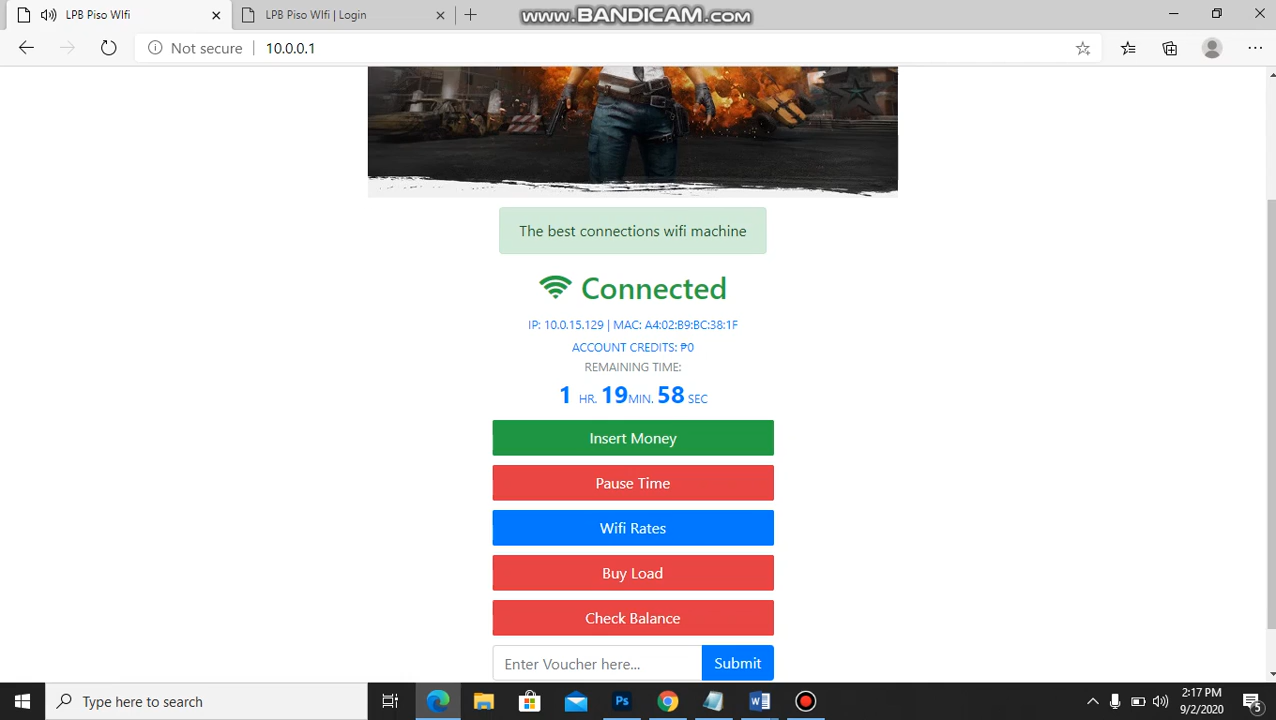 LPB Piso WIfi
LPB Piso WIfi | Login
www.BANDICAM.com
Not secure
10.0.0.1
The best connections wifi machine
Connected
IP: 10.0.15.129 | MAC: A4:02:B9:BC:38:1F
ACCOUNT CREDITS: ₱0
REMAINING TIME:
1 HR. 19MIN. 58 SEC
Insert Money
Pause Time
Wifi Rates
Buy Load
Check Balance
Enter Voucher here...
Submit
Type here to search
Ps
W
2:17 PM
9/2/2020
5